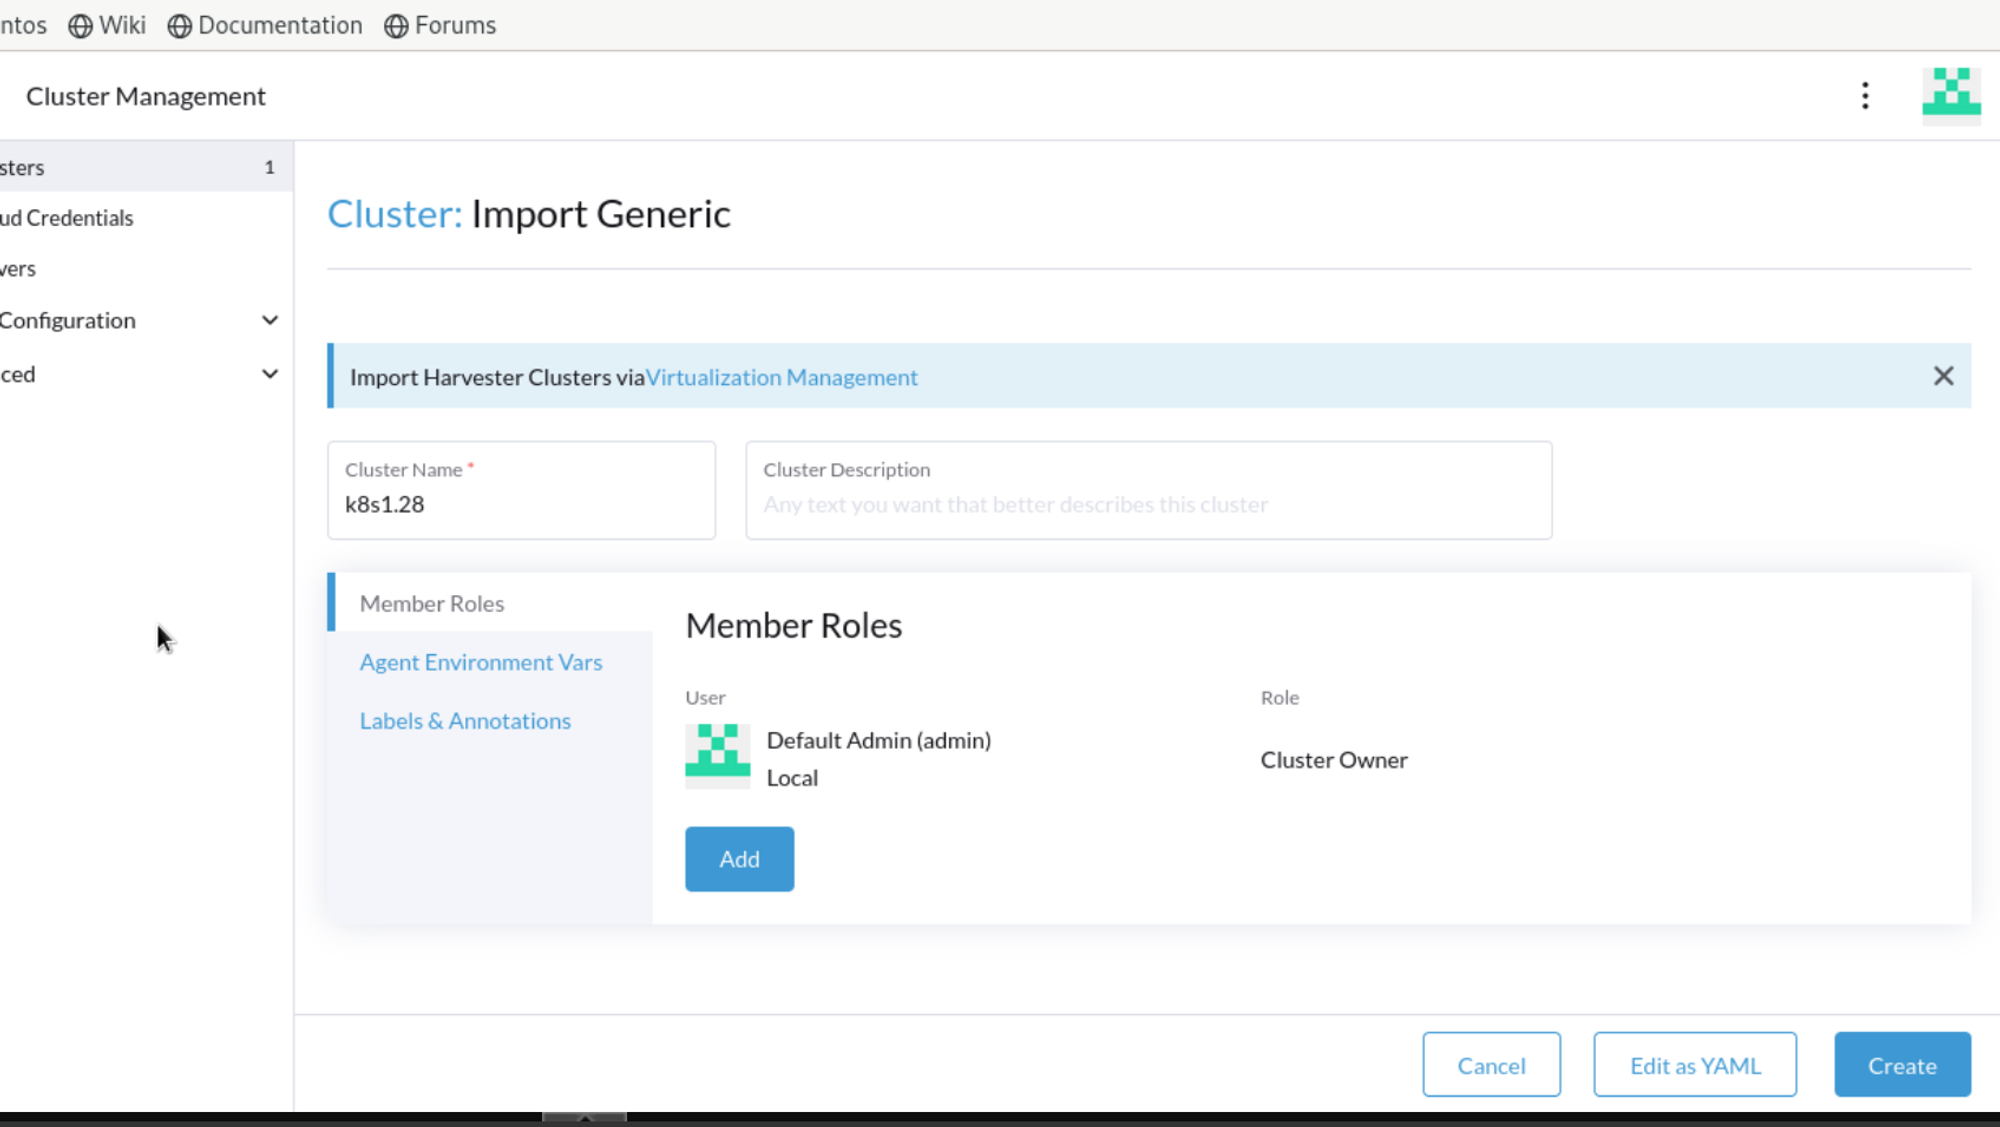 ntos Wiki Documentation Forums
Cluster Management
sters 1
ud Credentials
vers
Configuration
ced
Cluster: Import Generic
Import Harvester Clusters viaVirtualization Management
Cluster Name *
k8s1.28
Cluster Description
Any text you want that better describes this cluster
Member Roles
Agent Environment Vars
Labels & Annotations
Member Roles
User Role
Default Admin (admin)
Local
Cluster Owner
Add
Cancel Edit as YAML Create